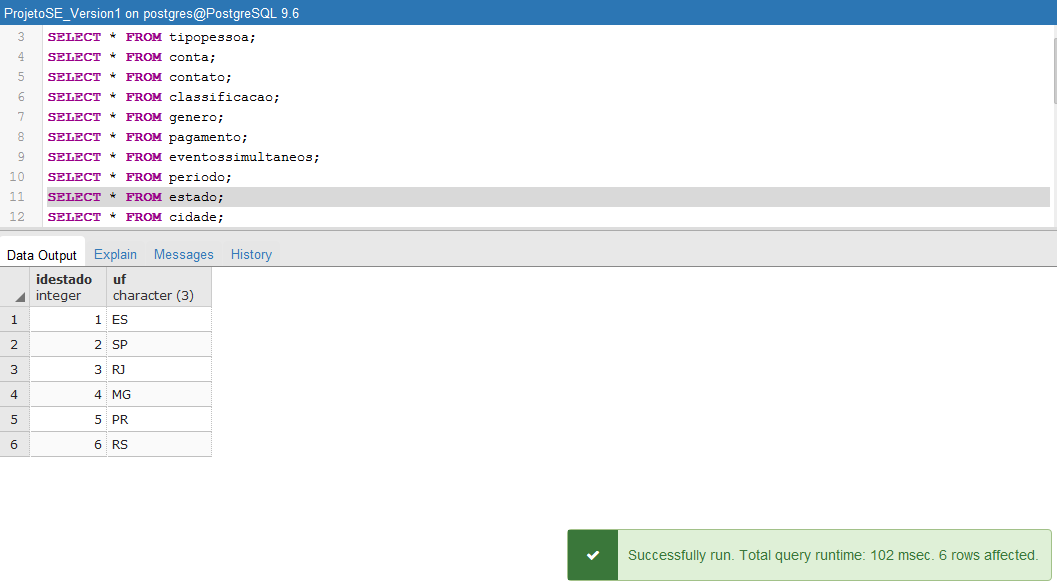 ProjetoSE_Version1 on postgres@PostgreSQL 9.6
3 SELECT * FROM tipopessoa;
4 SELECT * FROM conta;
5 SELECT * FROM contato;
6 SELECT * FROM classificacao;
7 SELECT * FROM genero;
8 SELECT * FROM pagamento;
9 SELECT * FROM eventossimultaneos;
10 SELECT * FROM periodo;
11 SELECT * FROM estado;
12 SELECT * FROM cidade;
Data Output Explain Messages History
idestado uf
integer character (3)
1 1 ES
2 2 SP
3 3 RJ
4 4 MG
5 5 PR
6 6 RS
Successfully run. Total query runtime: 102 msec. 6 rows affected.